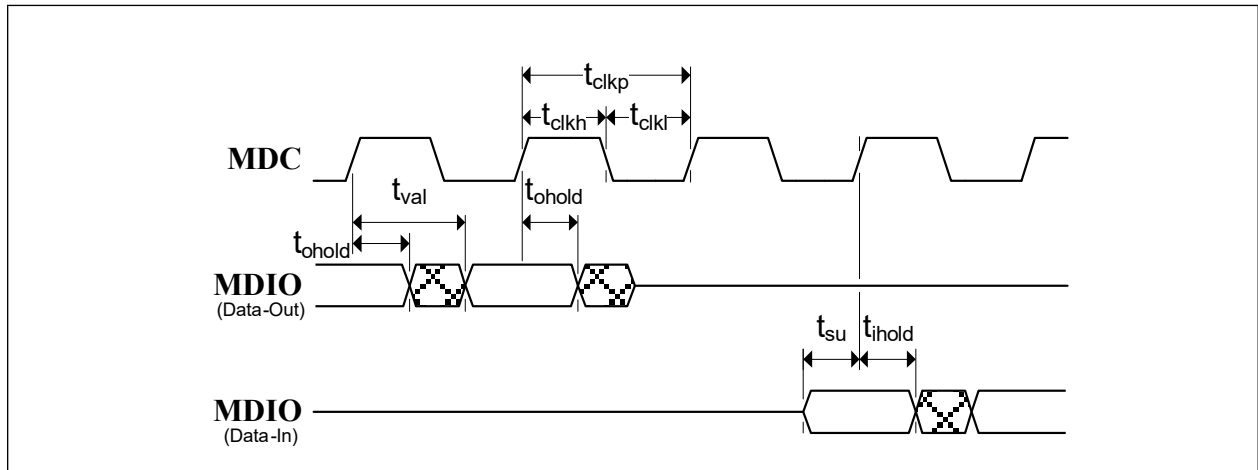 tclkp
tclkh tclkl
MDC
tval tohold
tohold
MDIO
(Data-Out)
tsu tihold
MDIO
(Data-In)